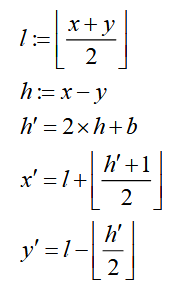 l := ⌊(x + y) / 2⌋
h := x − y
h′ = 2 × h + b
x′ = l + ⌊(h′ + 1) / 2⌋
y′ = l − ⌊h′ / 2⌋